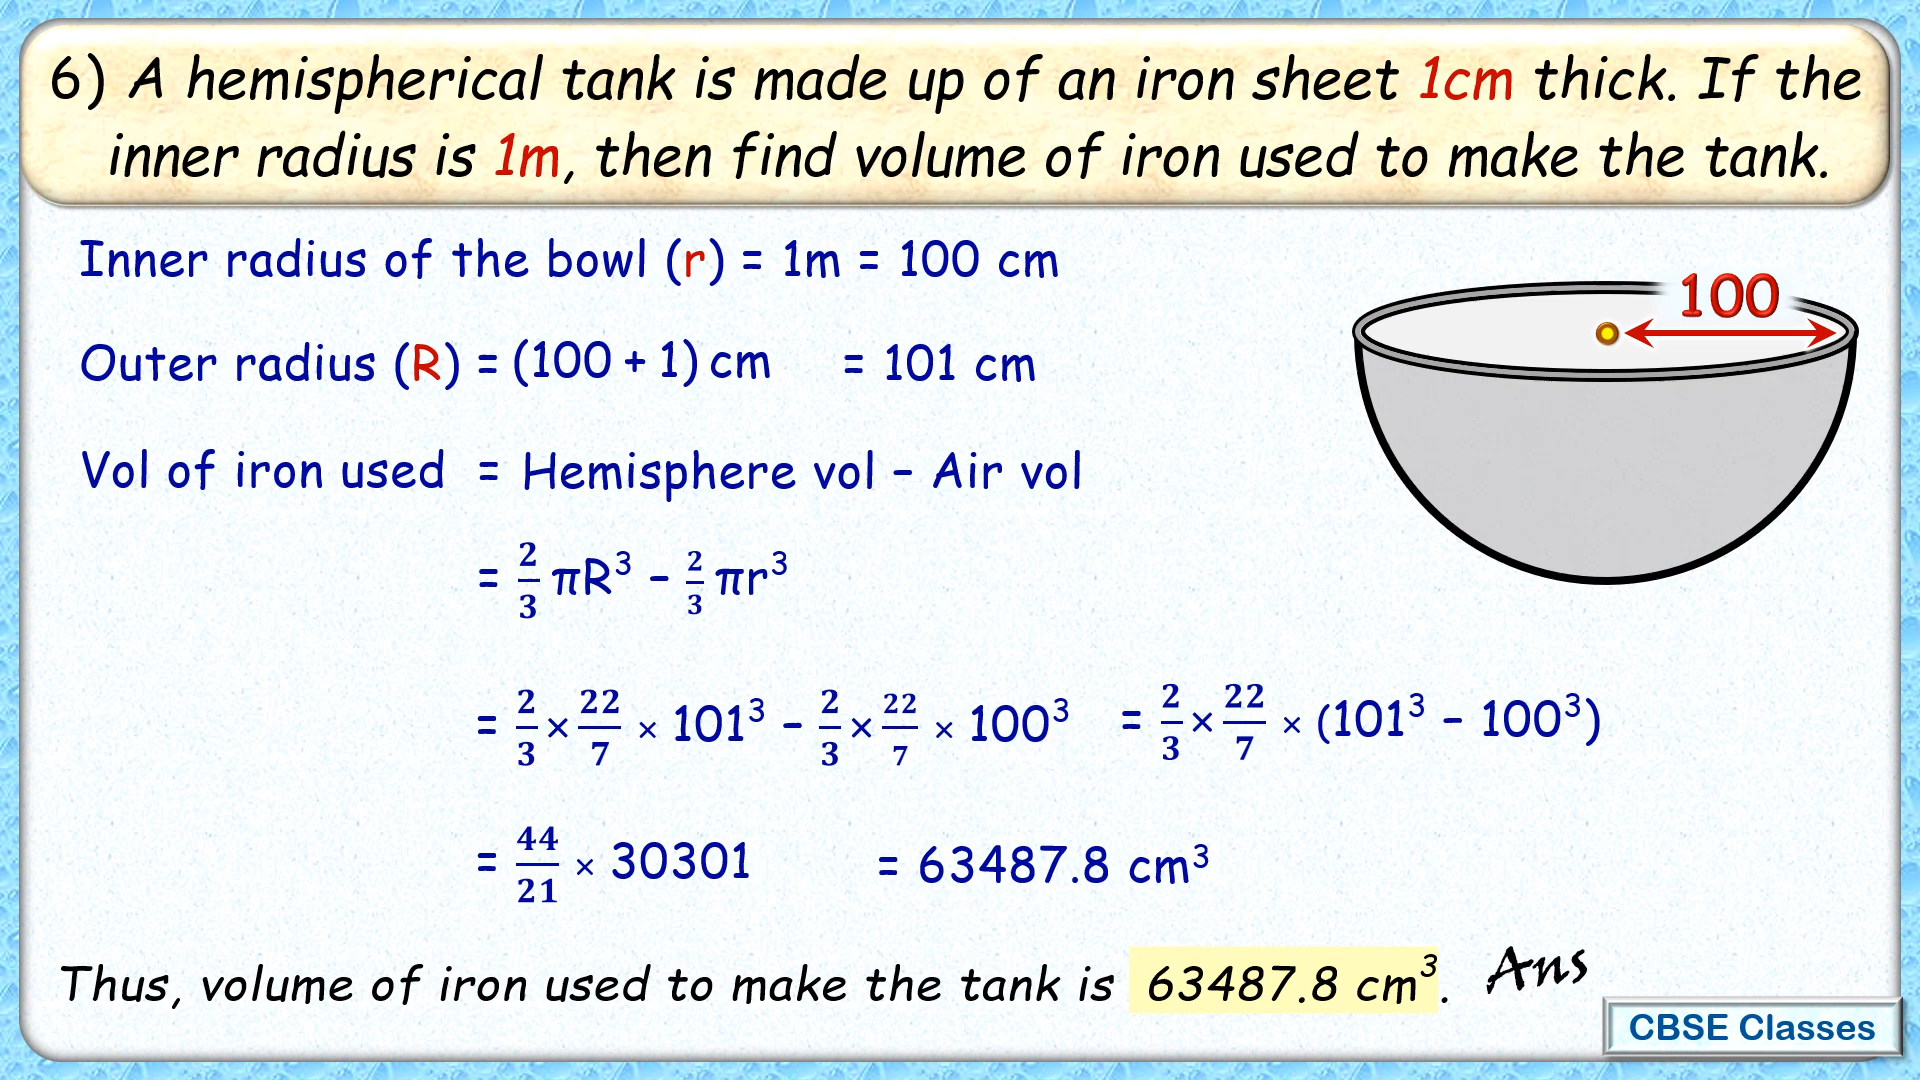 6) A hemispherical tank is made up of an iron sheet 1cm thick. If the
inner radius is 1m, then find volume of iron used to make the tank.
Inner radius of the bowl (r) = 1m = 100 cm
100
Outer radius (R) = (100 + 1) cm = 101 cm
Vol of iron used = Hemisphere vol – Air vol
= 2/3 πR³ – 2/3 πr³
= 2/3 × 22/7 × 101³ – 2/3 × 22/7 × 100³ = 2/3 × 22/7 × (101³ – 100³)
= 44/21 × 30301 = 63487.8 cm³
Thus, volume of iron used to make the tank is 63487.8 cm³. Ans
CBSE Classes